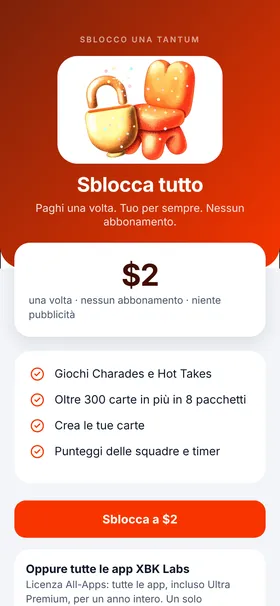 SBLOCCO UNA TANTUM
Sblocca tutto
Paghi una volta. Tuo per sempre. Nessun
abbonamento.
$2
una volta · nessun abbonamento · niente
pubblicità
Giochi Charades e Hot Takes
Oltre 300 carte in più in 8 pacchetti
Crea le tue carte
Punteggi delle squadre e timer
Sblocca a $2
Oppure tutte le app XBK Labs
Licenza All-Apps: tutte le app, incluso Ultra
Premium, per un anno intero. Un solo